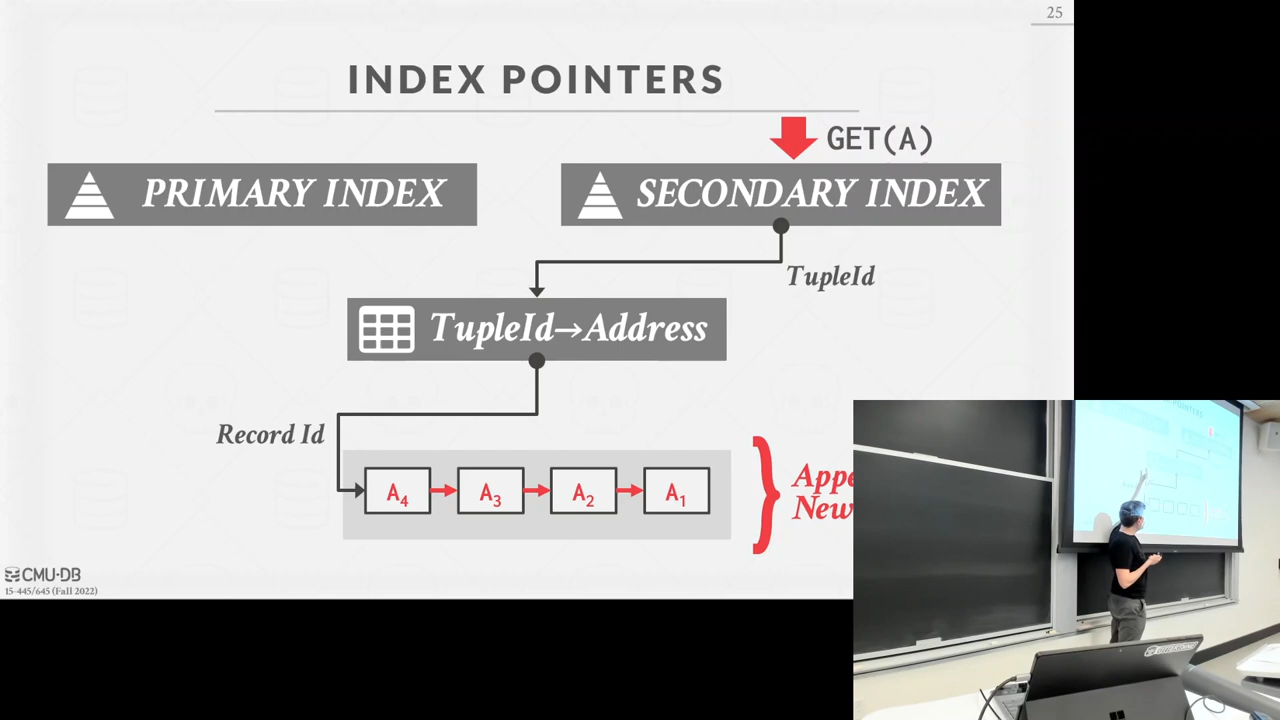 25
INDEX POINTERS
GET(A)
PRIMARY INDEX
SECONDARY INDEX
TupleId
TupleId→Address
Record Id
A4
A3
A2
A1
Appe
New
CMU·DB
15-445/645 (Fall 2022)